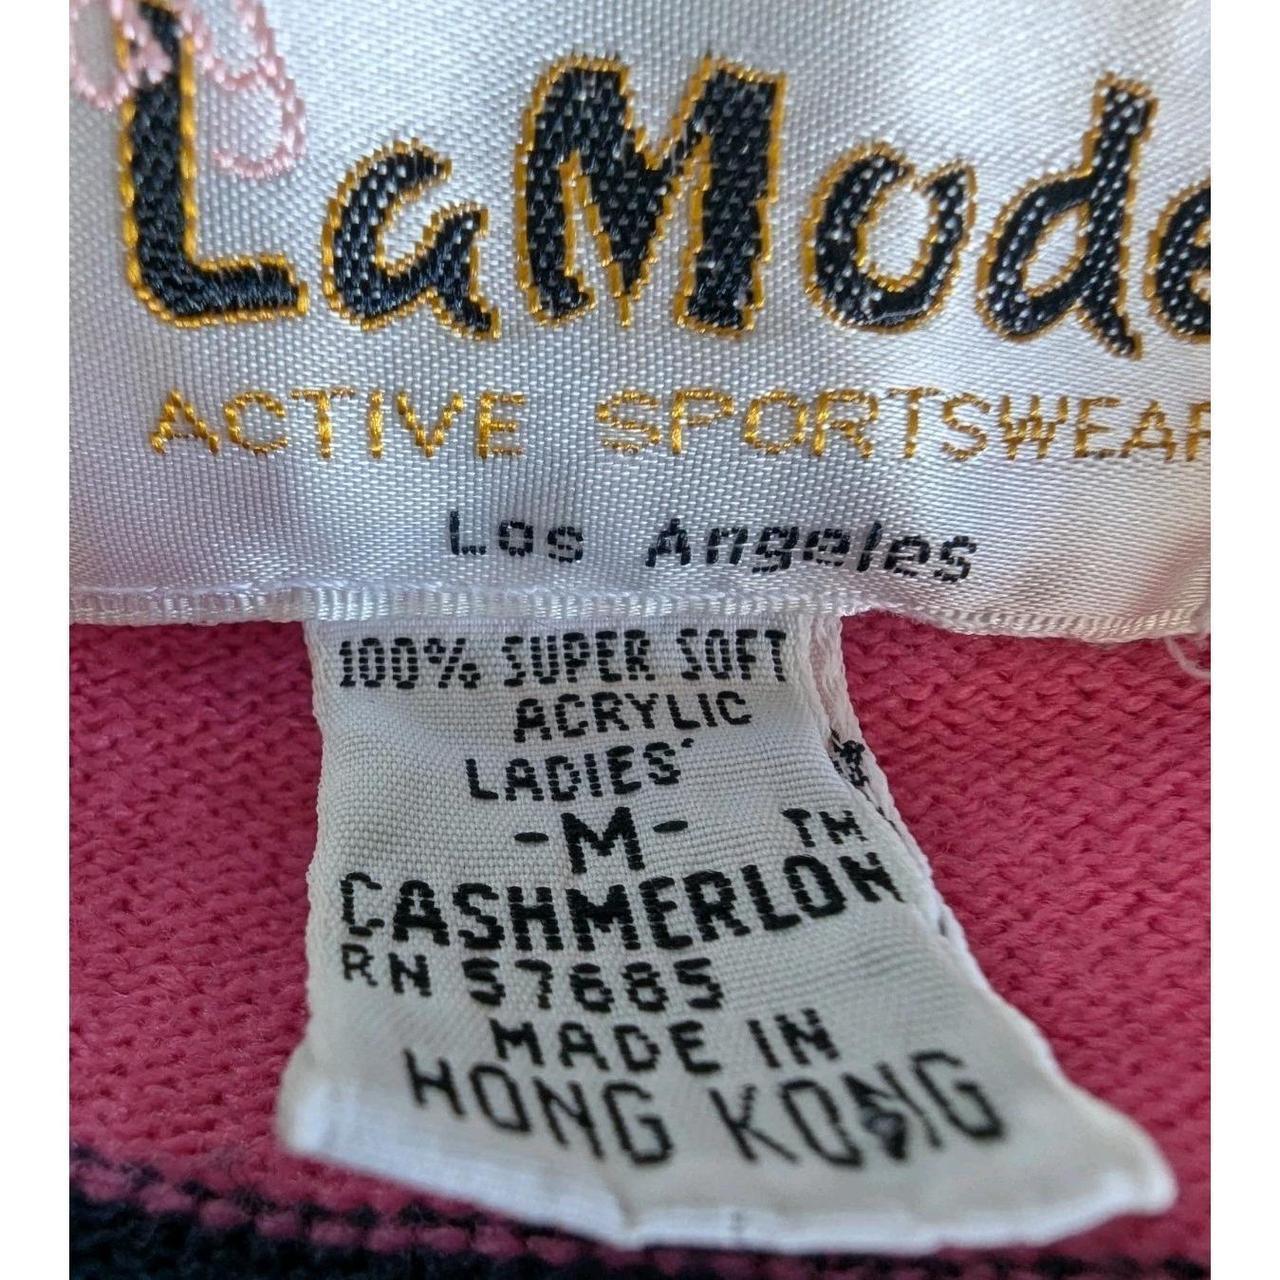 LaMode
ACTIVE SPORTSWEAR
Los Angeles
100% SUPER SOFT
ACRYLIC
LADIES'
-M-
TM
CASHMERLON
RN 57685
MADE IN
HONG KONG